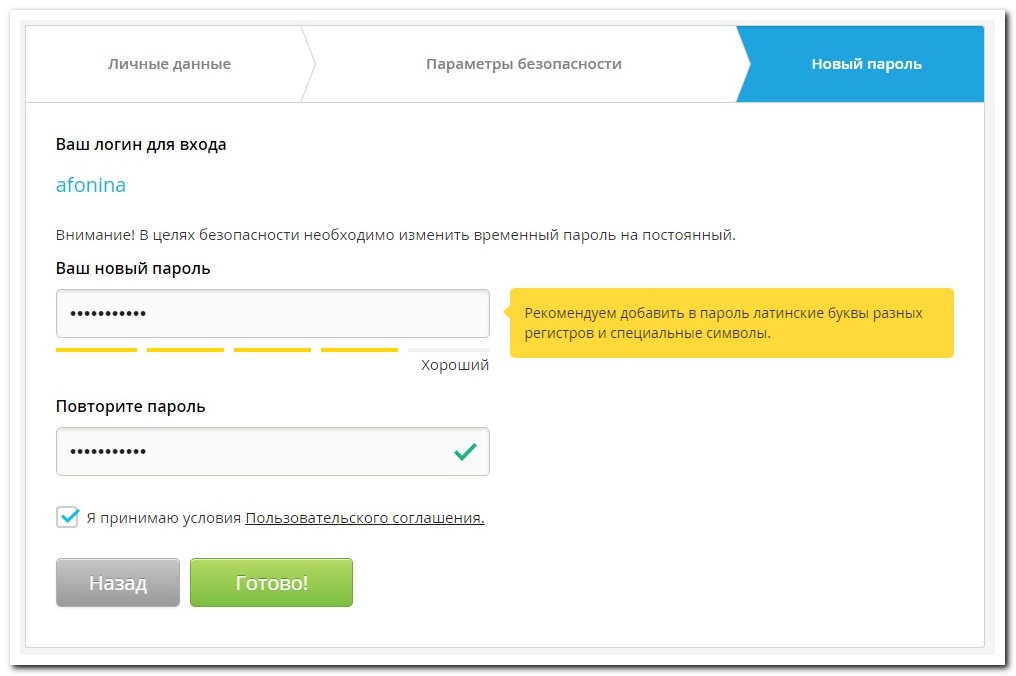 Личные данные
Параметры безопасности
Новый пароль
Ваш логин для входа
afonina
Внимание! В целях безопасности необходимо изменить временный пароль на постоянный.
Ваш новый пароль
•••••••••••
Рекомендуем добавить в пароль латинские буквы разных
регистров и специальные символы.
Хороший
Повторите пароль
•••••••••••
Я принимаю условия Пользовательского соглашения.
Назад
Готово!